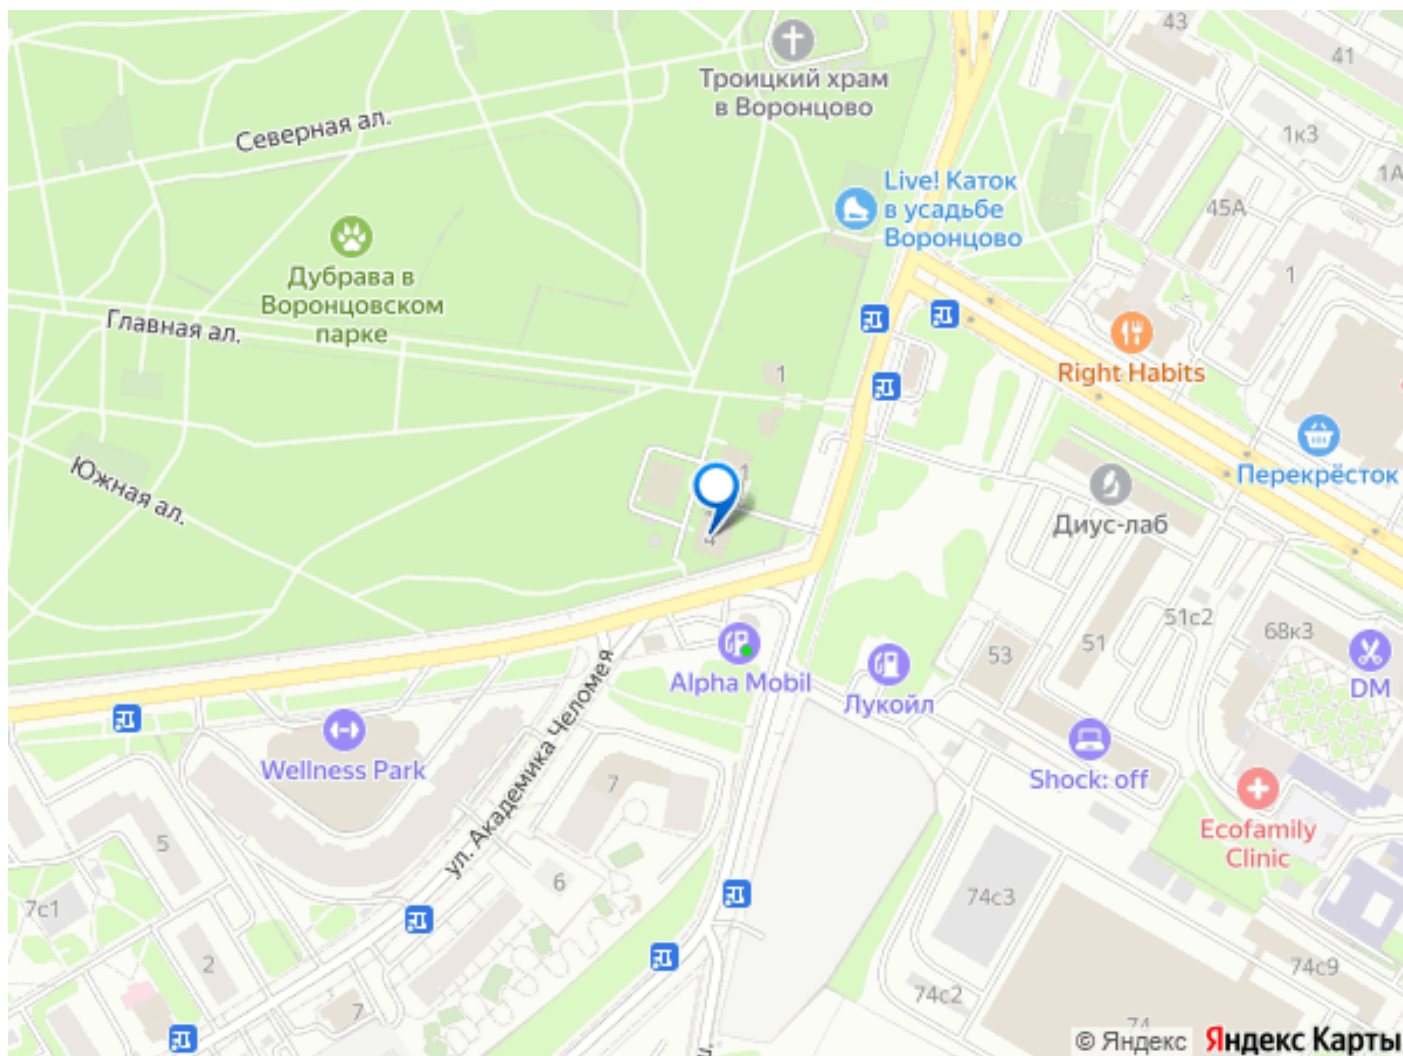 43
41
Троицкий храм
в Воронцово
Северная ал.
1к3
1А
Live! Каток
в усадьбе
Воронцово
45А
Дубрава в
Воронцовском
парке
1
Главная ал.
Right Habits
1
Перекрёсток
Южная ал.
1
4
Диус-лаб
51с2
68к3
51
53
DM
Alpha Mobil
Лукойл
ул. Академика Челомея
Wellness Park
Shock: off
7
5
Ecofamily
Clinic
6
74с3
7с1
2
74с9
74с2
7
74
© Яндекс
Яндекс Карты